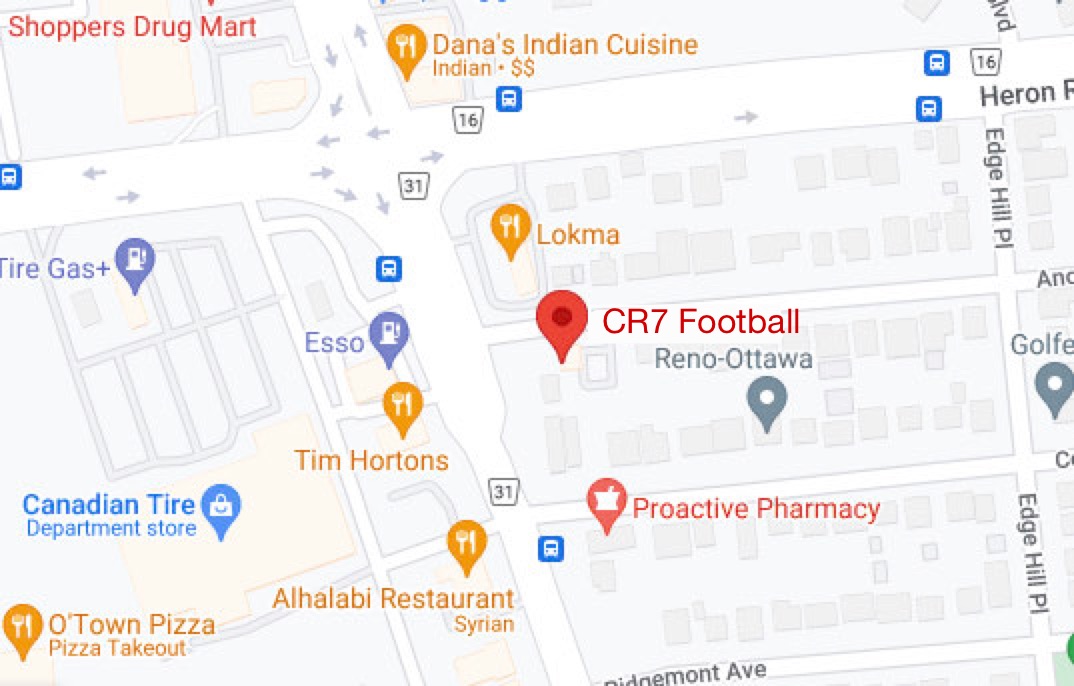 Shoppers Drug Mart
Dana's Indian Cuisine
Indian • $$
16
16
Heron
31
Edge Hill Pl
Lokma
Tire Gas+
CR7 Football
Esso
Reno-Ottawa
Tim Hortons
31
Canadian Tire
Department store
Proactive Pharmacy
Edge Hill Pl
Alhalabi Restaurant
Syrian
O'Town Pizza
Pizza Takeout